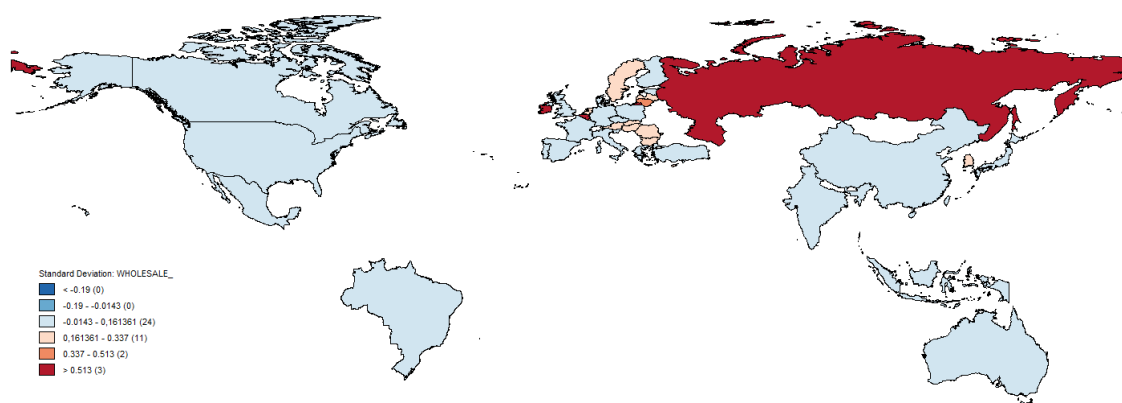 Standard Deviation: WHOLESALE_
< -0.19 (0)
-0.19 - -0.0143 (0)
-0.0143 - 0,161361 (24)
0,161361 - 0.337 (11)
0.337 - 0.513 (2)
> 0.513 (3)